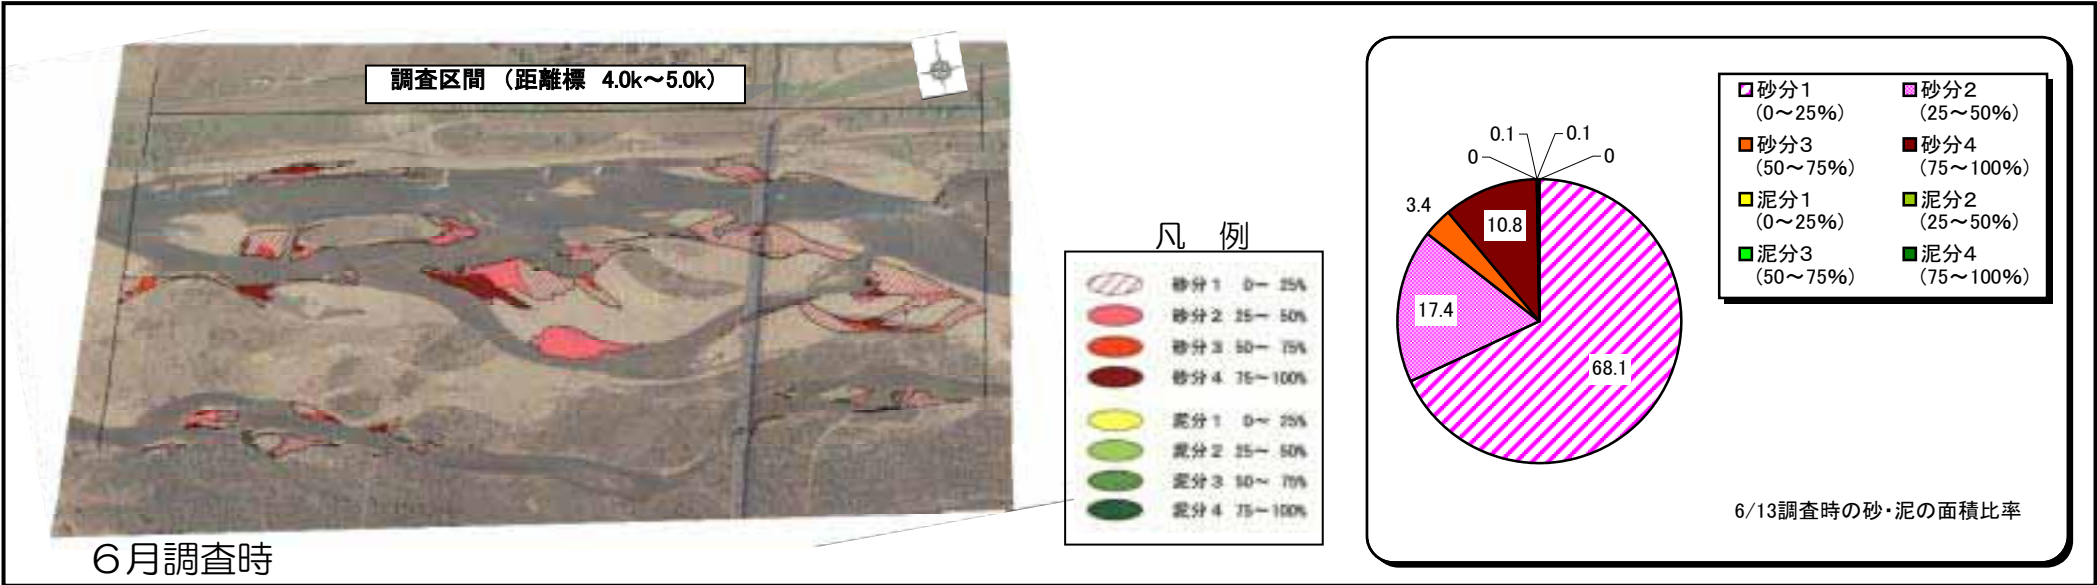 調査区間 (距離標 4.0k～5.0k)
6月調査時
凡 例
砂分1 0～ 25%
砂分2 25～ 50%
砂分3 50～ 75%
砂分4 75～100%
泥分1 0～ 25%
泥分2 25～ 50%
泥分3 50～ 75%
泥分4 75～100%
0.1
0.1
0
0
3.4
10.8
17.4
68.1
砂分1
(0～25%)
砂分2
(25～50%)
砂分3
(50～75%)
砂分4
(75～100%)
泥分1
(0～25%)
泥分2
(25～50%)
泥分3
(50～75%)
泥分4
(75～100%)
6/13調査時の砂・泥の面積比率